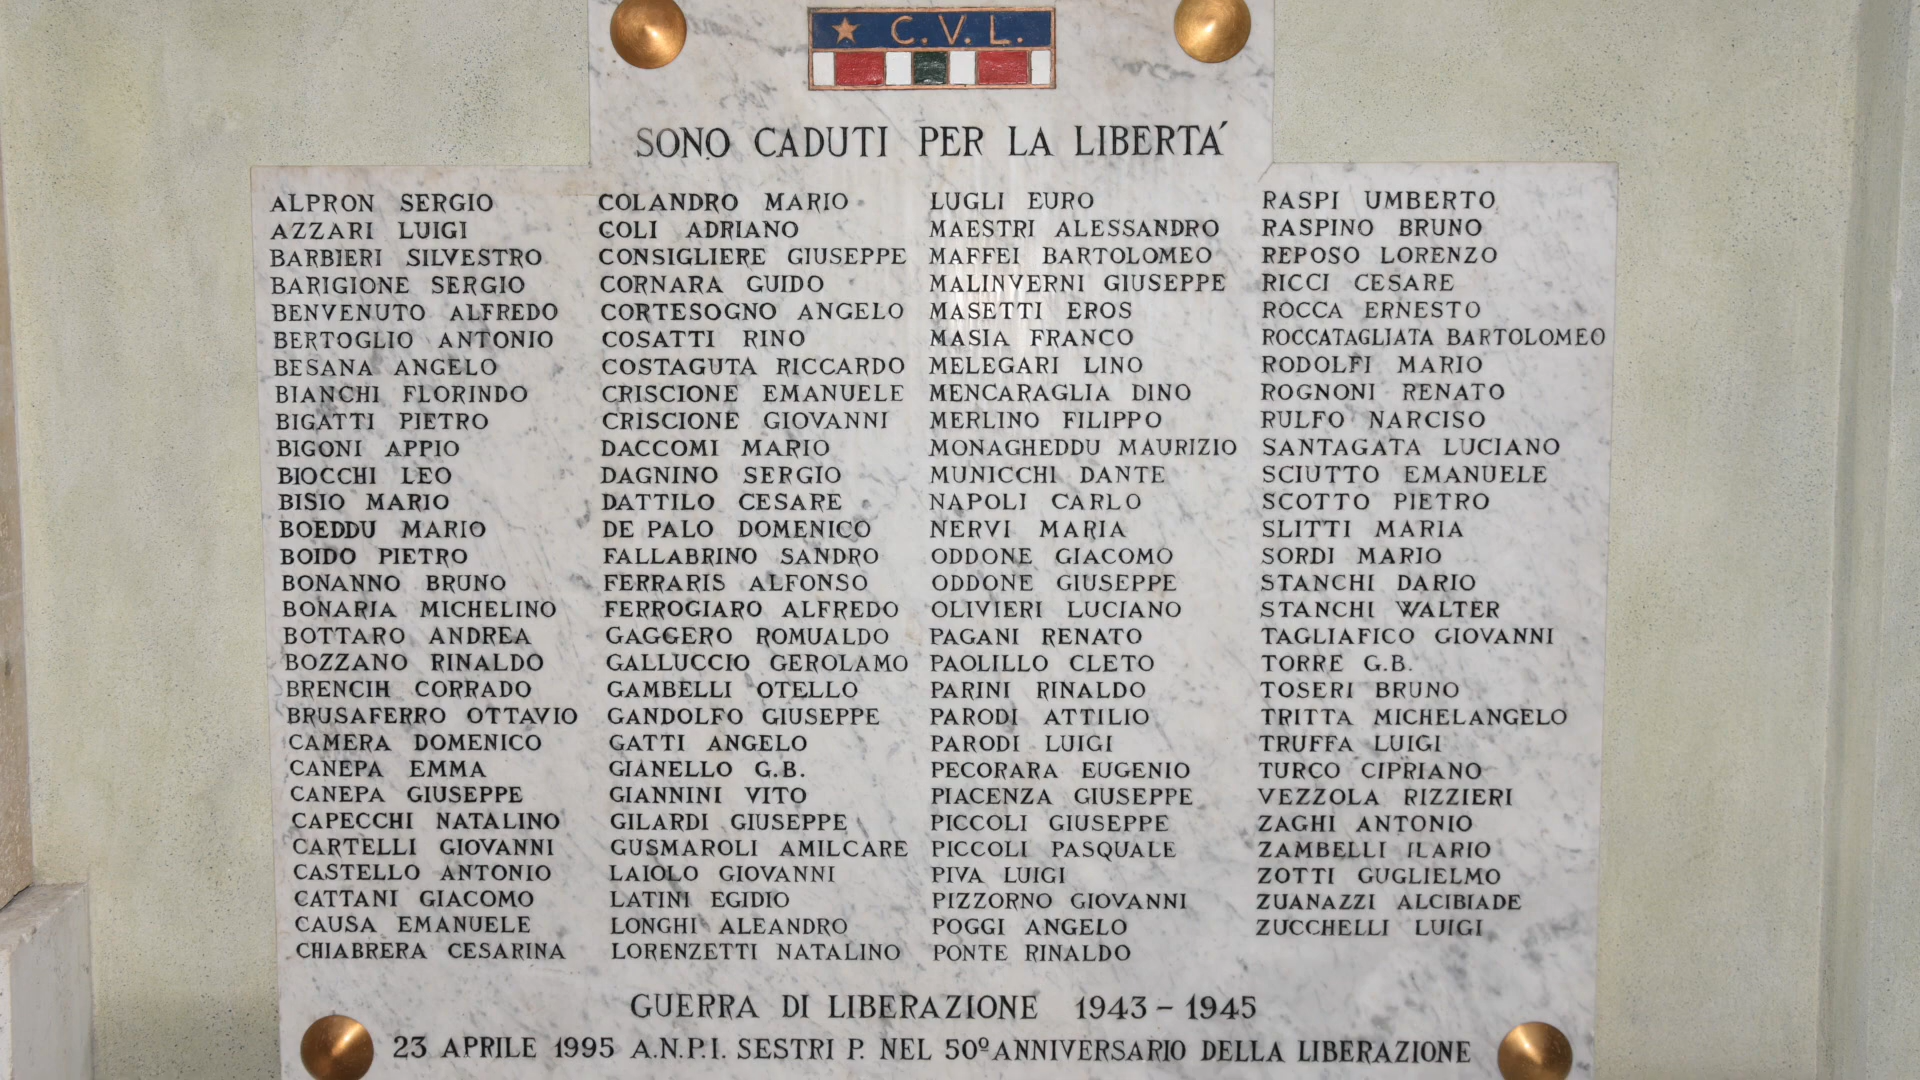 C.V.L.
SONO CADUTI PER LA LIBERTA'
ALPRON SERGIO
AZZARI LUIGI
BARBIERI SILVESTRO
BARIGIONE SERGIO
BENVENUTO ALFREDO
BERTOGLIO ANTONIO
BESANA ANGELO
BIANCHI FLORINDO
BIGATTI PIETRO
BIGONI APPIO
BIOCCHI LEO
BISIO MARIO
BOEDDU MARIO
BOIDO PIETRO
BONANNO BRUNO
BONARIA MICHELINO
BOTTARO ANDREA
BOZZANO RINALDO
BRENCIH CORRADO
BRUSAFERRO OTTAVIO
CAMERA DOMENICO
CANEPA EMMA
CANEPA GIUSEPPE
CAPECCHI NATALINO
CARTELLI GIOVANNI
CASTELLO ANTONIO
CATTANI GIACOMO
CAUSA EMANUELE
CHIABRERA CESARINA
COLANDRO MARIO
COLI ADRIANO
CONSIGLIERE GIUSEPPE
CORNARA GUIDO
CORTESOGNO ANGELO
COSATTI RINO
COSTAGUTA RICCARDO
CRISCIONE EMANUELE
CRISCIONE GIOVANNI
DACCOMI MARIO
DAGNINO SERGIO
DATTILO CESARE
DE PALO DOMENICO
FALLABRINO SANDRO
FERRARIS ALFONSO
FERROGIARO ALFREDO
GAGGERO ROMUALDO
GALLUCCIO GEROLAMO
GAMBELLI OTELLO
GANDOLFO GIUSEPPE
GATTI ANGELO
GIANELLO G.B.
GIANNINI VITO
GILARDI GIUSEPPE
GUSMAROLI AMILCARE
LAIOLO GIOVANNI
LATINI EGIDIO
LONGHI ALEANDRO
LORENZETTI NATALINO
LUGLI EURO
MAESTRI ALESSANDRO
MAFFEI BARTOLOMEO
MALINVERNI GIUSEPPE
MASETTI EROS
MASIA FRANCO
MELEGARI LINO
MENCARAGLIA DINO
MERLINO FILIPPO
MONAGHEDDU MAURIZIO
MUNICCHI DANTE
NAPOLI CARLO
NERVI MARIA
ODDONE GIACOMO
ODDONE GIUSEPPE
OLIVIERI LUCIANO
PAGANI RENATO
PAOLILLO CLETO
PARINI RINALDO
PARODI ATTILIO
PARODI LUIGI
PECORARA EUGENIO
PIACENZA GIUSEPPE
PICCOLI GIUSEPPE
PICCOLI PASQUALE
PIVA LUIGI
PIZZORNO GIOVANNI
POGGI ANGELO
PONTE RINALDO
RASPI UMBERTO
RASPINO BRUNO
REPOSO LORENZO
RICCI CESARE
ROCCA ERNESTO
ROCCATAGLIATA BARTOLOMEO
RODOLFI MARIO
ROGNONI RENATO
RULFO NARCISO
SANTAGATA LUCIANO
SCIUTTO EMANUELE
SCOTTO PIETRO
SLITTI MARIA
SORDI MARIO
STANCHI DARIO
STANCHI WALTER
TAGLIAFICO GIOVANNI
TORRE G.B.
TOSERI BRUNO
TRITTA MICHELANGELO
TRUFFA LUIGI
TURCO CIPRIANO
VEZZOLA RIZZIERI
ZAGHI ANTONIO
ZAMBELLI ILARIO
ZOTTI GUGLIELMO
ZUANAZZI ALCIBIADE
ZUCCHELLI LUIGI
GUERRA DI LIBERAZIONE 1943 - 1945
23 APRILE 1995 A.N.P.I. SESTRI P. NEL 50º ANNIVERSARIO DELLA LIBERAZIONE